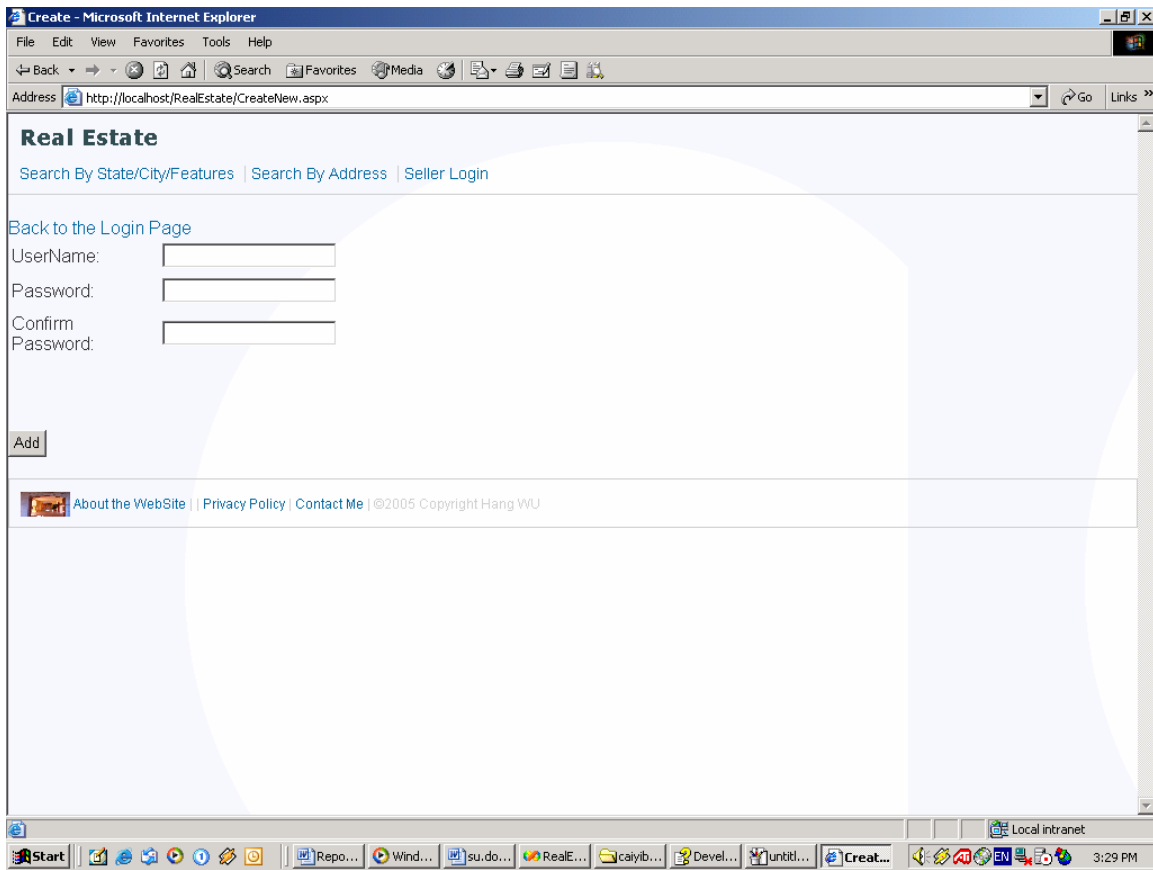 Create - Microsoft Internet Explorer
File Edit View Favorites Tools Help
Back Search Favorites Media
Address http://localhost/RealEstate/CreateNew.aspx Go Links »
Real Estate
Search By State/City/Features | Search By Address | Seller Login
Back to the Login Page
UserName:
Password:
Confirm
Password:
Add
About the WebSite | | Privacy Policy | Contact Me | ©2005 Copyright Hang WU
Local intranet
Start Repo... Wind... su.do... RealE... caiyib... Devel... untitl... Creat... EN 3:29 PM